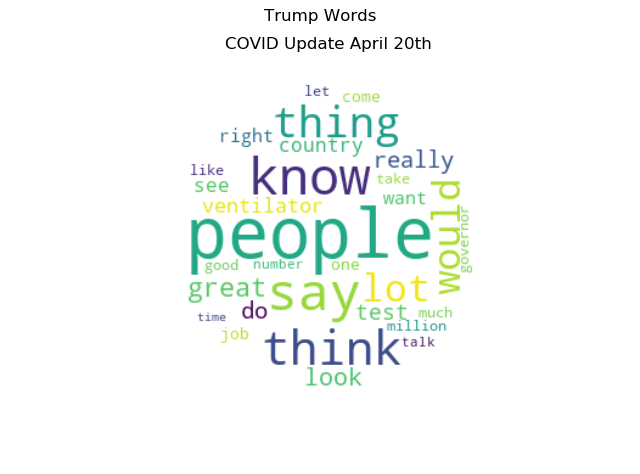 Trump Words
COVID Update April 20th
let
come
thing
right
country
really
know
like
take
see
want
ventilator
would
governor
people
good
number
one
great
say
lot
do
test
much
time
million
job
think
talk
look